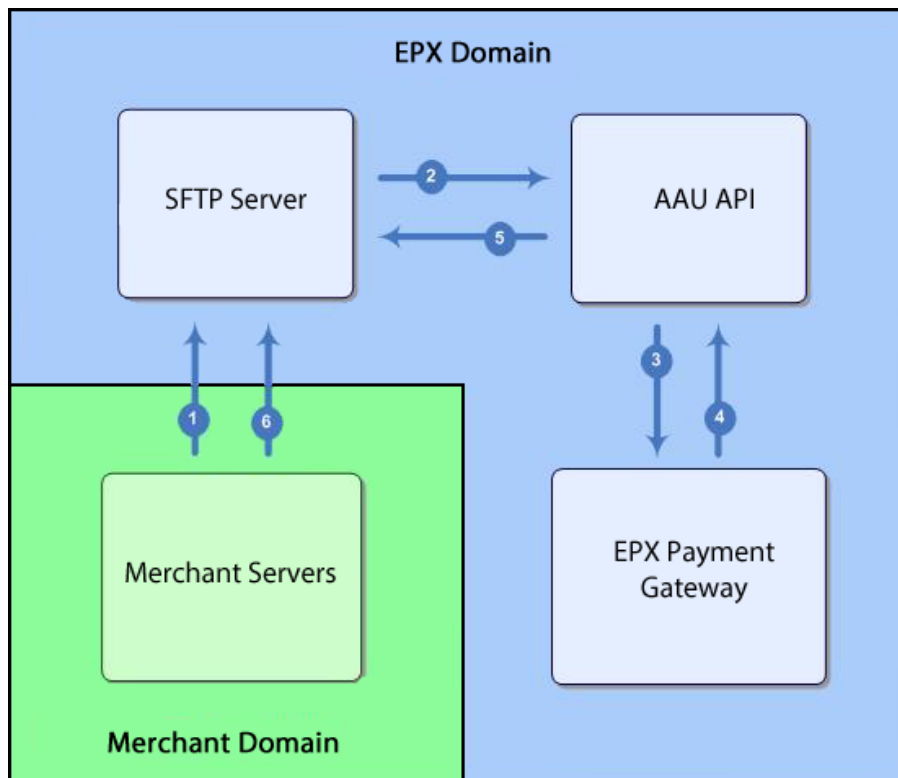 EPX Domain
SFTP Server
2
AAU API
5
3
1
6
4
Merchant Servers
EPX Payment
Gateway
Merchant Domain